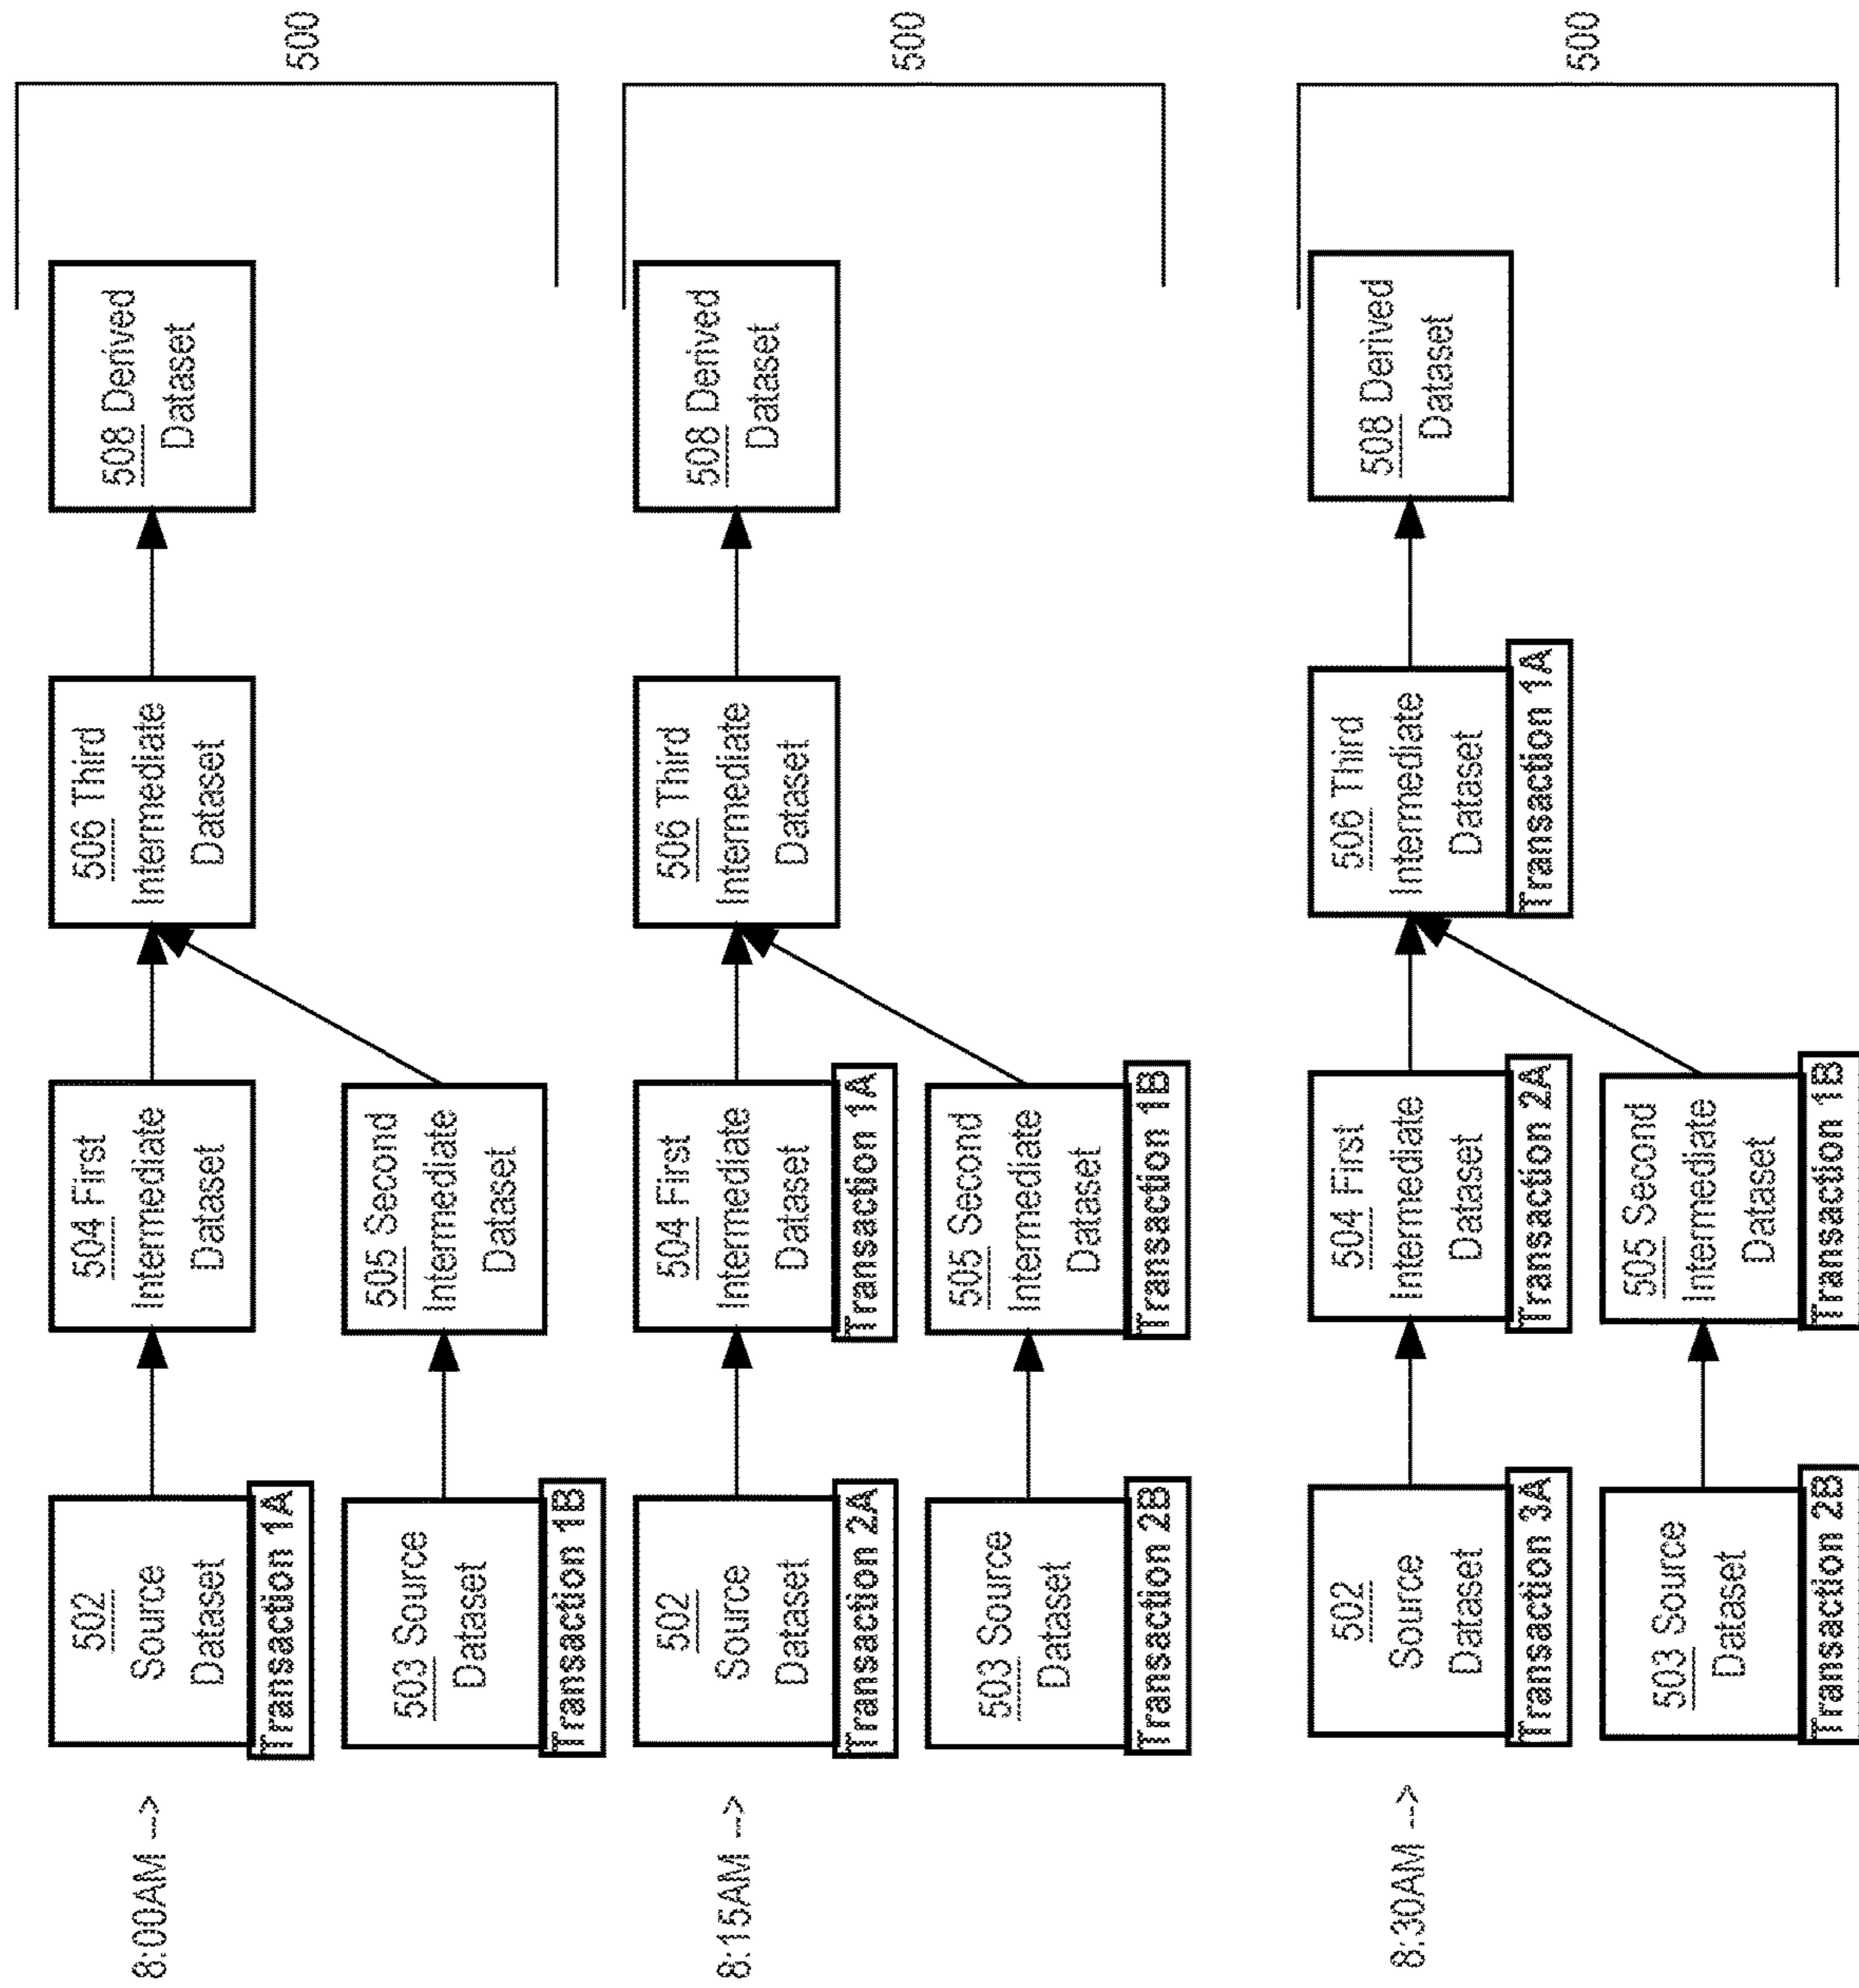 8:00AM -->
502
Source
Dataset
Transaction 1A
504 First
Intermediate
Dataset
506 Third
Intermediate
Dataset
508 Derived
Dataset
500
503 Source
Dataset
Transaction 1B
505 Second
Intermediate
Dataset
8:15AM -->
502
Source
Dataset
Transaction 2A
504 First
Intermediate
Dataset
Transaction 1A
506 Third
Intermediate
Dataset
508 Derived
Dataset
500
503 Source
Dataset
Transaction 2B
505 Second
Intermediate
Dataset
Transaction 1B
8:30AM -->
502
Source
Dataset
Transaction 3A
504 First
Intermediate
Dataset
Transaction 2A
506 Third
Intermediate
Dataset
Transaction 1A
508 Derived
Dataset
500
503 Source
Dataset
Transaction 2B
505 Second
Intermediate
Dataset
Transaction 1B